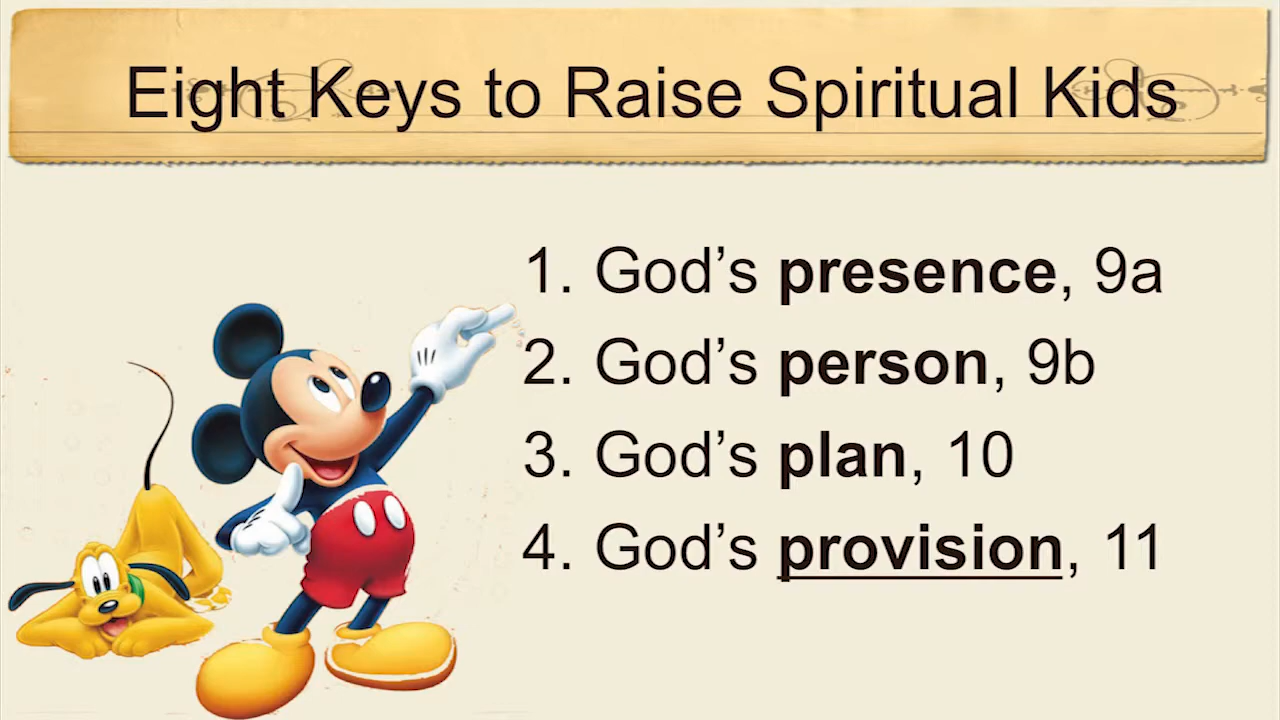 Eight Keys to Raise Spiritual Kids
1. God’s presence, 9a
2. God’s person, 9b
3. God’s plan, 10
4. God’s provision, 11